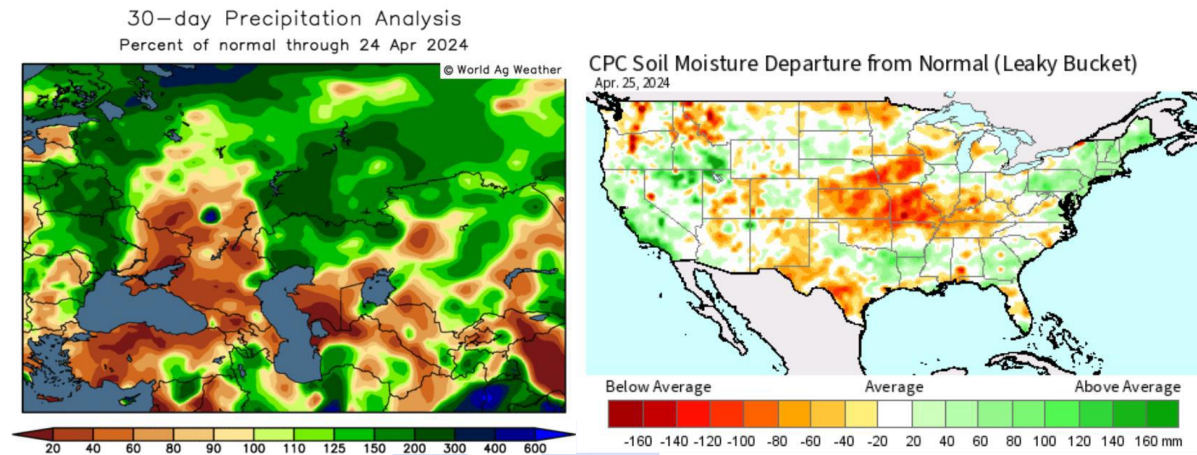 30-day Precipitation Analysis
Percent of normal through 24 Apr 2024
© World Ag Weather
20 40 60 80 90 100 110 125 150 200 300 400 600
CPC Soil Moisture Departure from Normal (Leaky Bucket)
Apr. 25, 2024
Below Average Average Above Average
-160 -140 -120 -100 -80 -60 -40 -20 20 40 60 80 100 120 140 160 mm